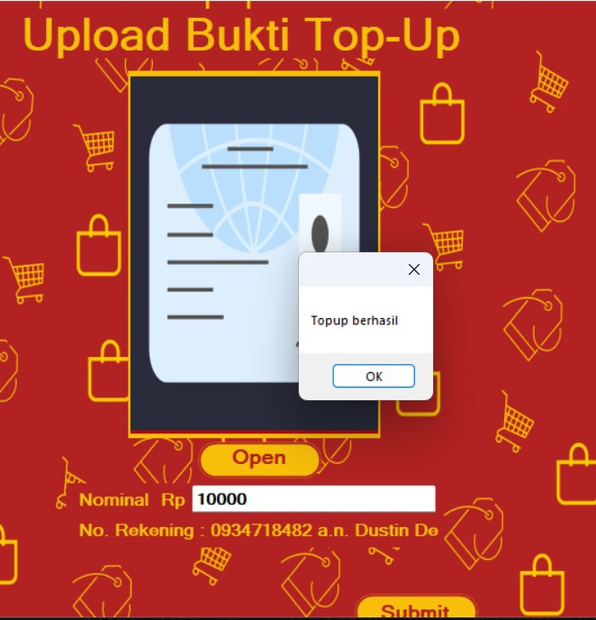 Upload Bukti Top-Up
Topup berhasil
OK
Open
Nominal Rp 10000
No. Rekening : 0934718482 a.n. Dustin De
Submit